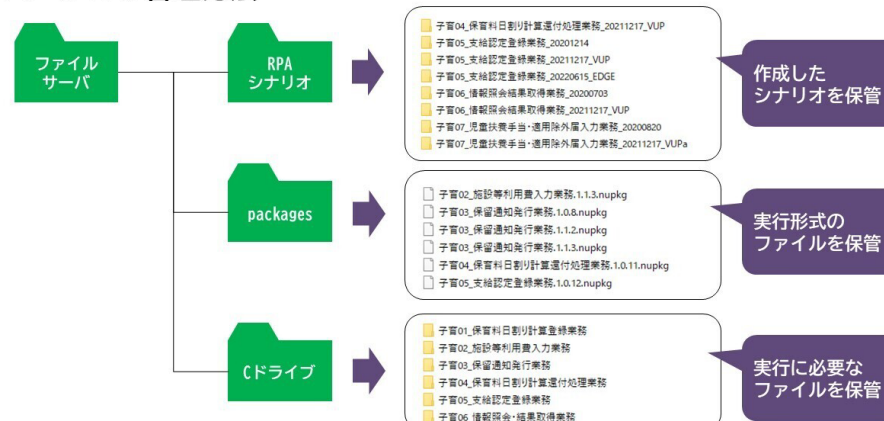 ファイル
サーバ
RPA
シナリオ
子育04_保育料日割り計算還付処理業務_20211217_VUP
子育05_支給認定登録業務_20201214
子育05_支給認定登録業務_20211217_VUP
子育05_支給認定登録業務_20220615_EDGE
子育06_情報照会結果取得業務_20200703
子育06_情報照会結果取得業務_20211217_VUP
子育07_児童扶養手当・適用除外届入力業務_20200820
子育07_児童扶養手当・適用除外届入力業務_20211217_VUPa
作成した
シナリオを保管
packages
子育02_施設等利用費入力業務.1.1.3.nupkg
子育03_保留通知発行業務.1.0.8.nupkg
子育03_保留通知発行業務.1.1.2.nupkg
子育03_保留通知発行業務.1.1.3.nupkg
子育04_保育料日割り計算還付処理業務.1.0.11.nupkg
子育05_支給認定登録業務.1.0.12.nupkg
実行形式の
ファイルを保管
Cドライブ
子育01_保育料日割り計算登録業務
子育02_施設等利用費入力業務
子育03_保留通知発行業務
子育04_保育料日割り計算還付処理業務
子育05_支給認定登録業務
子育06_情報照会・結果取得業務
実行に必要な
ファイルを保管